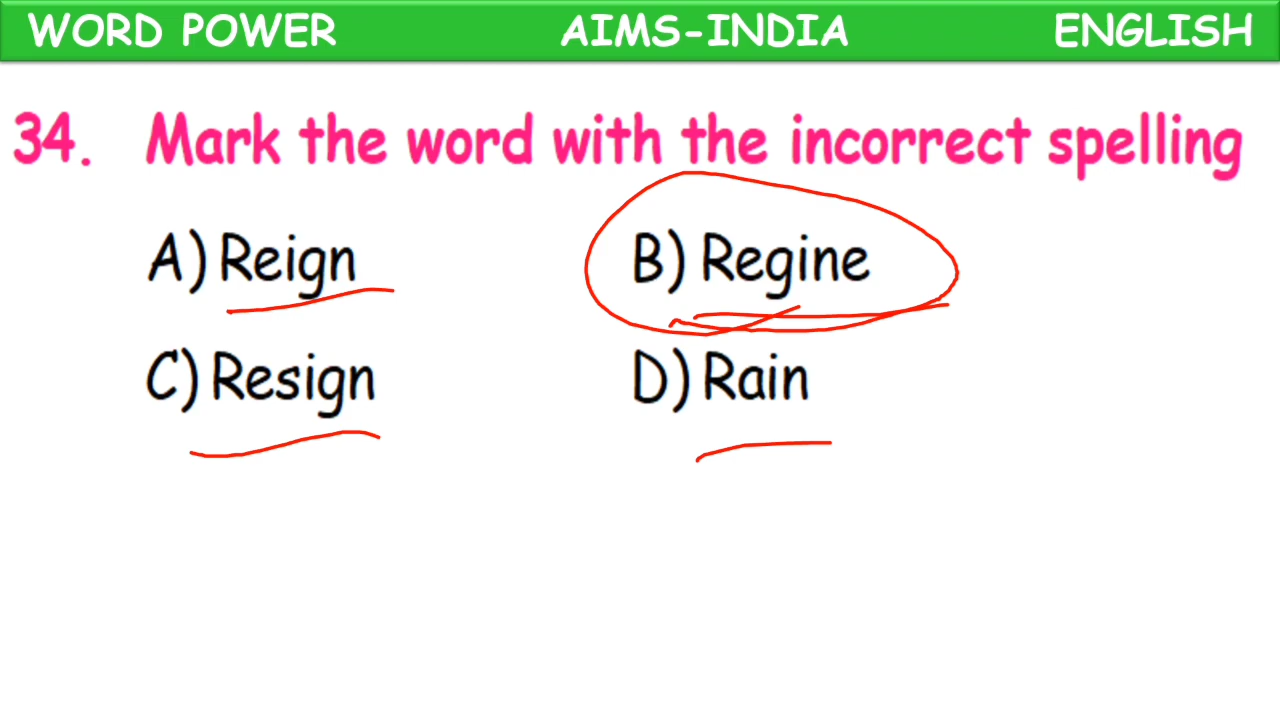 WORD POWER AIMS-INDIA ENGLISH
34. Mark the word with the incorrect spelling
A) Reign B) Regine
C) Resign D) Rain